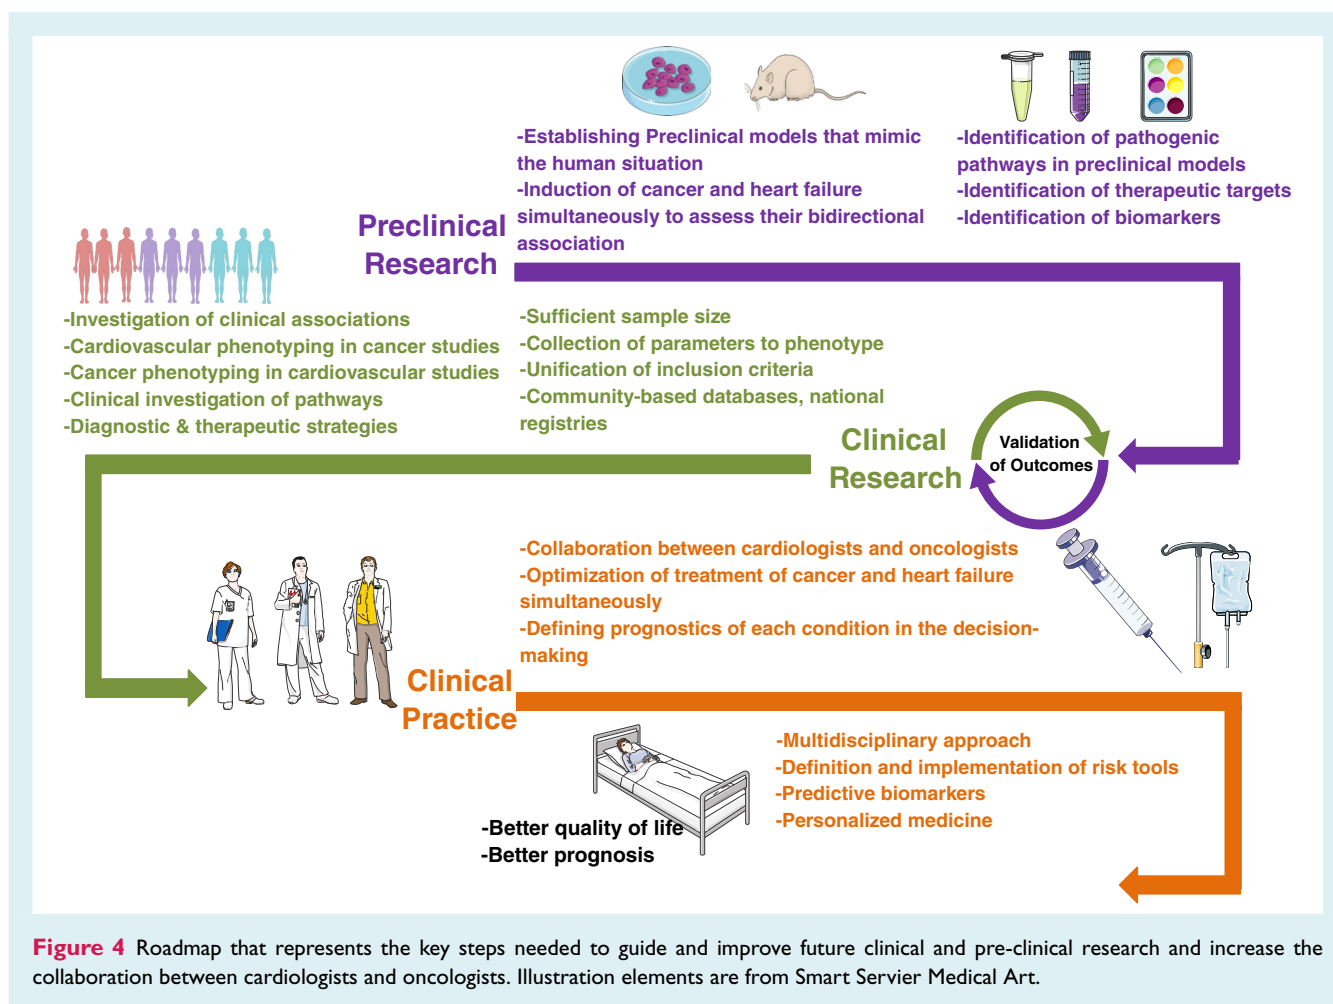 -Establishing Preclinical models that mimic
the human situation
-Induction of cancer and heart failure
simultaneously to assess their bidirectional
association
-Identification of pathogenic
pathways in preclinical models
-Identification of therapeutic targets
-Identification of biomarkers
Preclinical
Research
-Investigation of clinical associations
-Cardiovascular phenotyping in cancer studies
-Cancer phenotyping in cardiovascular studies
-Clinical investigation of pathways
-Diagnostic & therapeutic strategies
-Sufficient sample size
-Collection of parameters to phenotype
-Unification of inclusion criteria
-Community-based databases, national
registries
Clinical
Research
Validation
of Outcomes
-Collaboration between cardiologists and oncologists
-Optimization of treatment of cancer and heart failure
simultaneously
-Defining prognostics of each condition in the decision-
making
Clinical
Practice
-Multidisciplinary approach
-Definition and implementation of risk tools
-Predictive biomarkers
-Personalized medicine
-Better quality of life
-Better prognosis
Figure 4 Roadmap that represents the key steps needed to guide and improve future clinical and pre-clinical research and increase the
collaboration between cardiologists and oncologists. Illustration elements are from Smart Servier Medical Art.